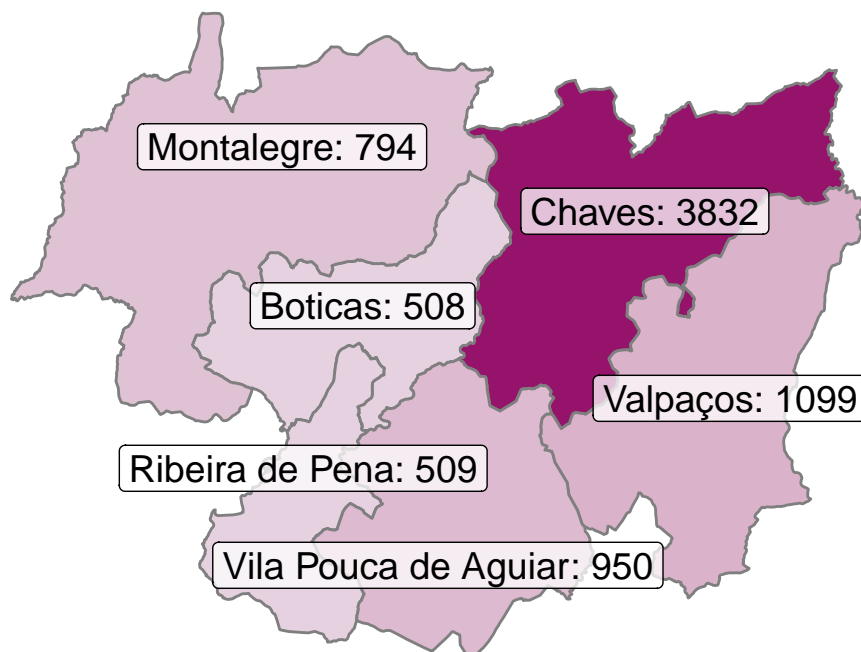 Montalegre: 794
Chaves: 3832
Boticas: 508
Valpaços: 1099
Ribeira de Pena: 509
Vila Pouca de Aguiar: 950